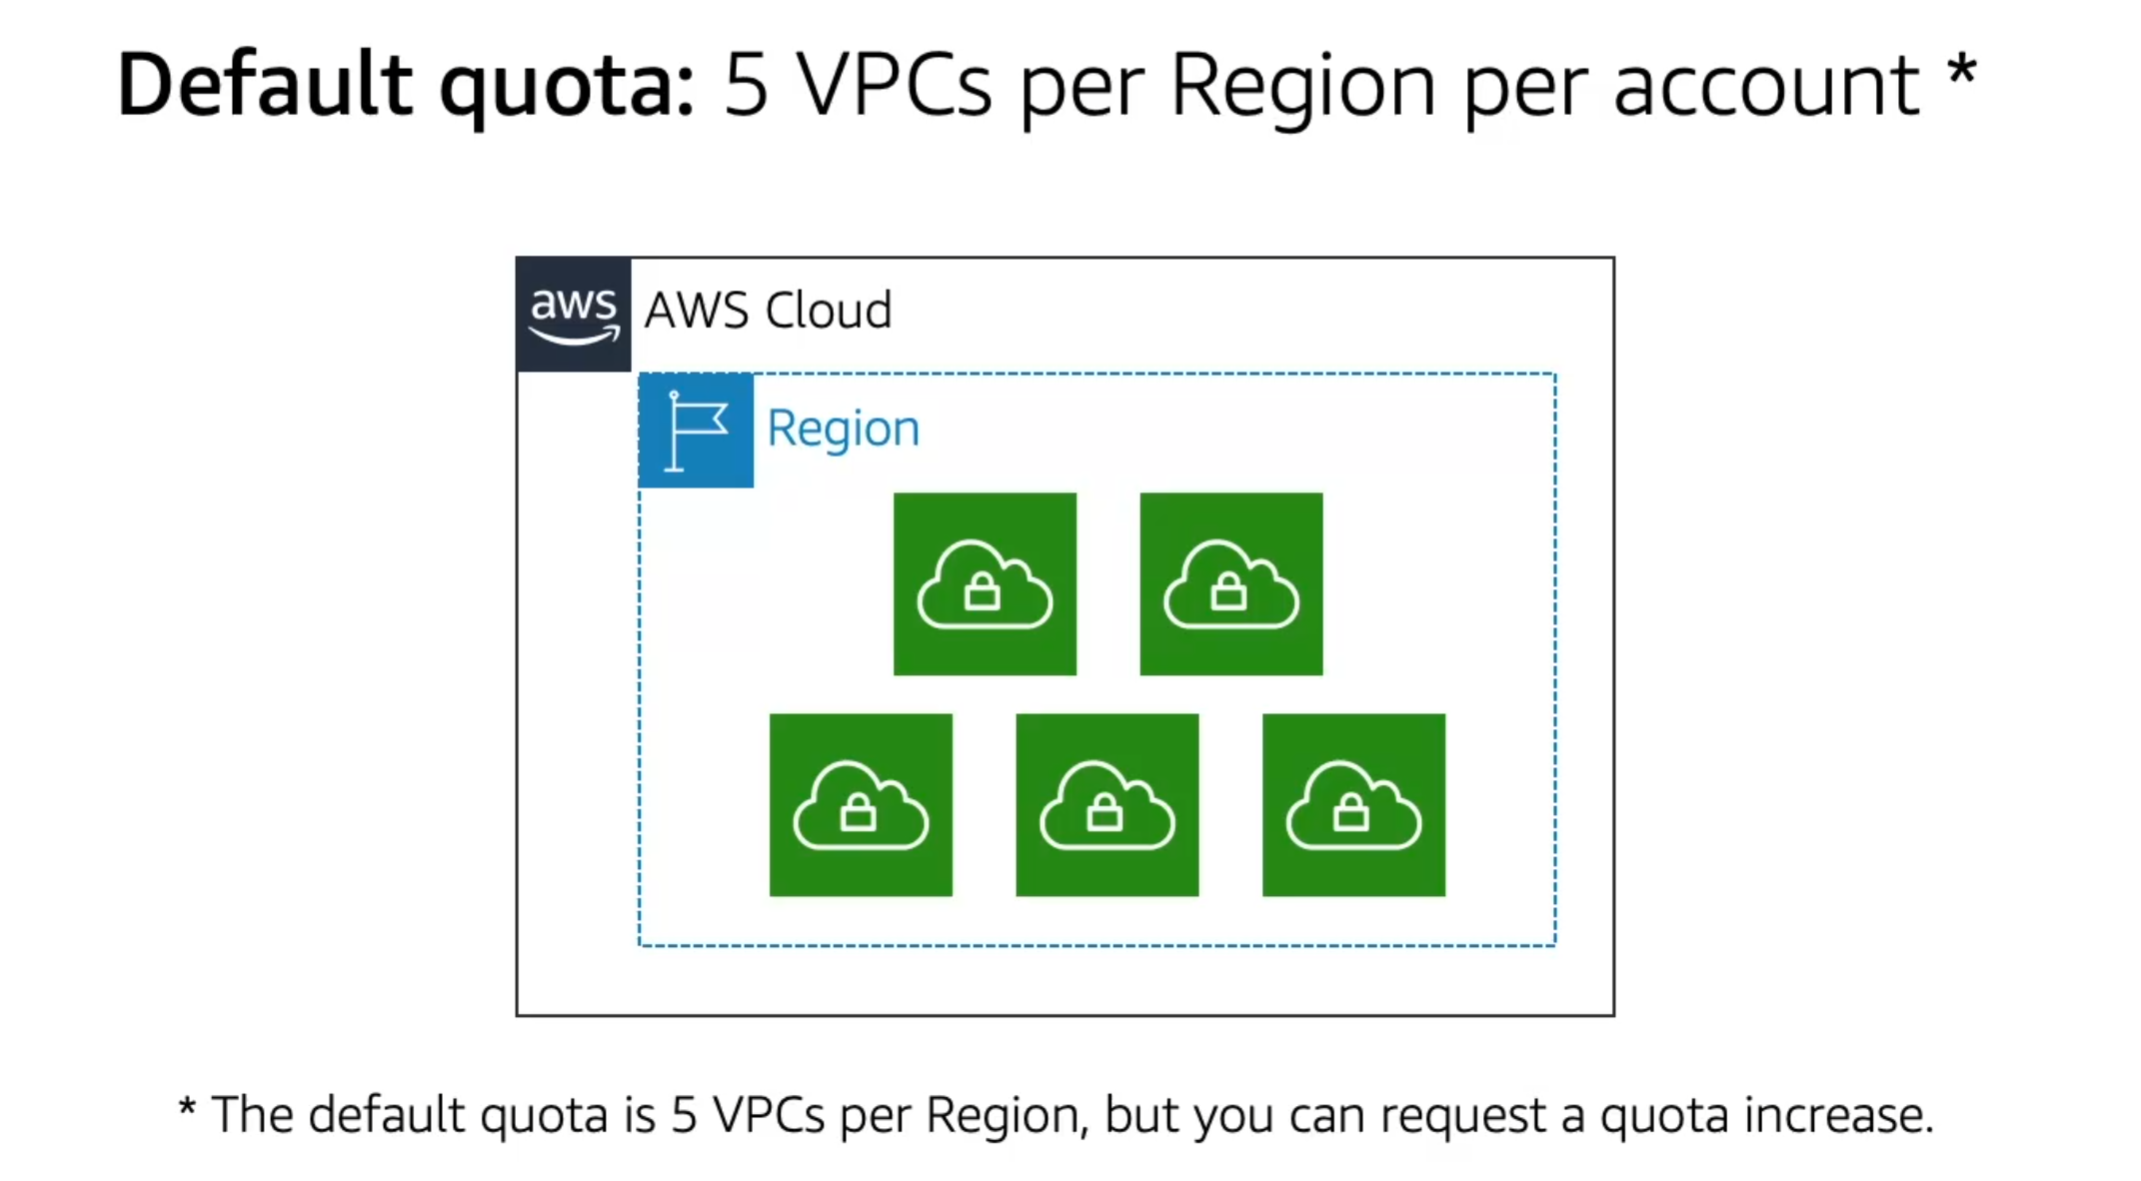 Default quota: 5 VPCs per Region per account *
aws
AWS Cloud
Region
* The default quota is 5 VPCs per Region, but you can request a quota increase.